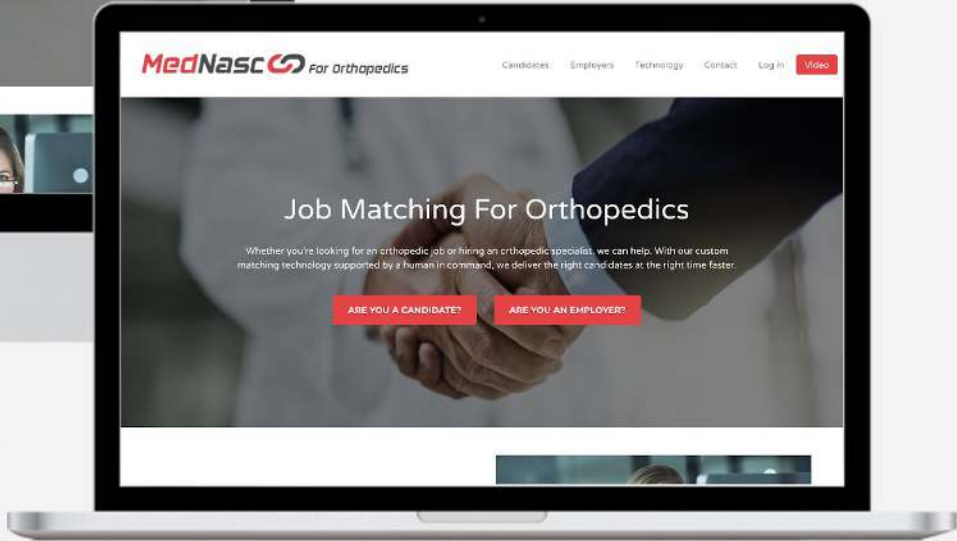 MedNasc For Orthopedics
Candidates Employers Technology Contact Log in Video
Job Matching For Orthopedics
Whether you're looking for an orthopedic job or hiring an orthopedic specialist, we can help. With our custom
matching technology supported by a human in command, we deliver the right candidates at the right time faster.
ARE YOU A CANDIDATE? ARE YOU AN EMPLOYER?